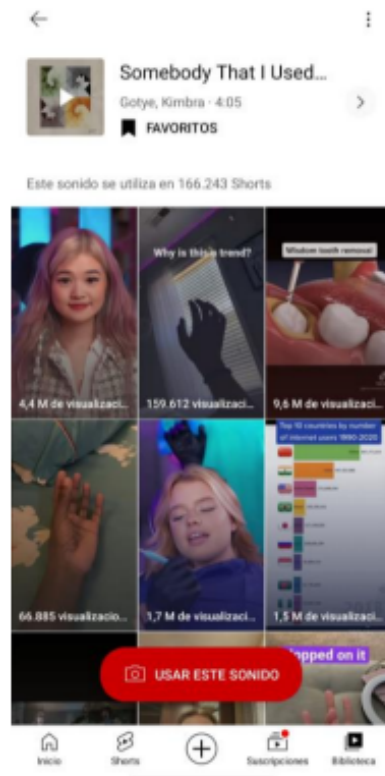 Somebody That I Used...
Gotye, Kimbra · 4:05
FAVORITOS
Este sonido se utiliza en 166.243 Shorts
Why is this a trend?
Wisdom tooth removal
4,4 M de visualizaci...
159.612 visualizaci...
9,6 M de visualizaci...
Top 10 countries by number
of internet users 1990-2020
66.885 visualizacio...
1,7 M de visualizaci...
1,5 M de visualizaci...
opped on it
USAR ESTE SONIDO
Inicio
Shorts
Suscripciones
Biblioteca